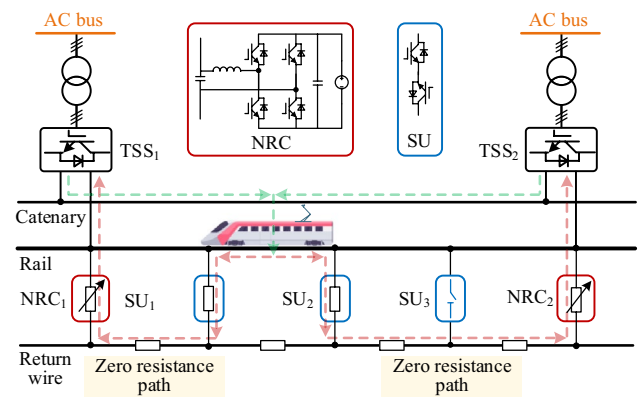 AC bus
AC bus
NRC
SU
TSS1
TSS2
Catenary
Rail
NRC1
SU1
SU2
SU3
NRC2
Return
wire
Zero resistance
path
Zero resistance
path